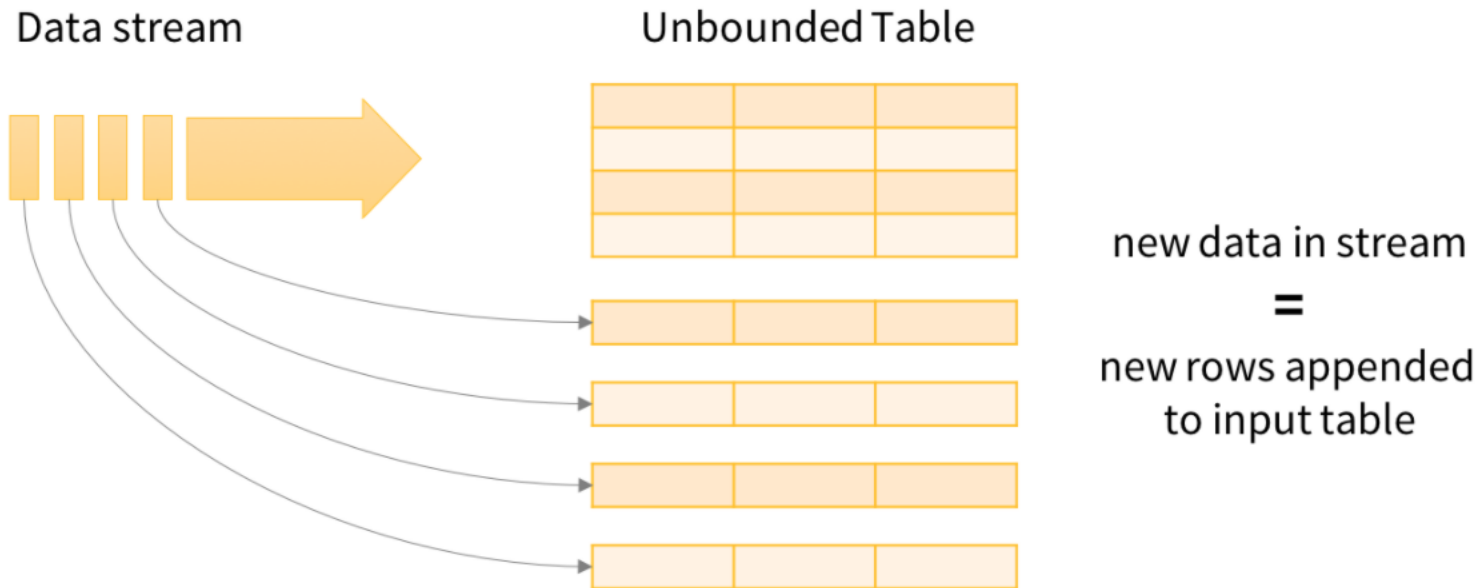 Data stream
Unbounded Table
new data in stream
=
new rows appended
to input table